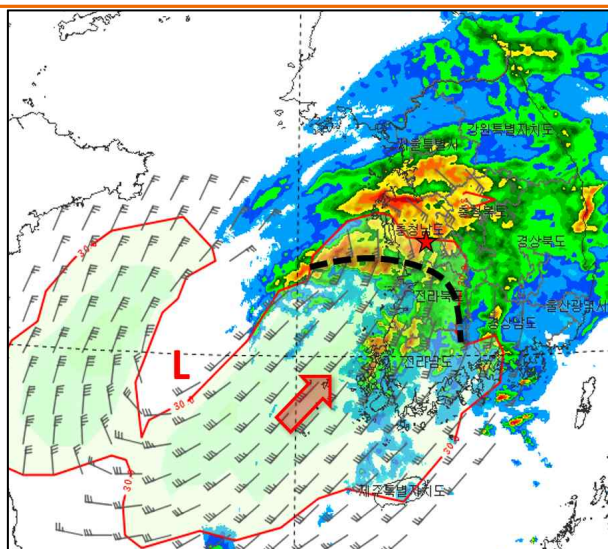 강원특별자치도
서울특별시
충청북도
충청남도
경상북도
전라북도
울산광역시
경상남도
전라남도
L
30.0
30.0
제주특별자치도